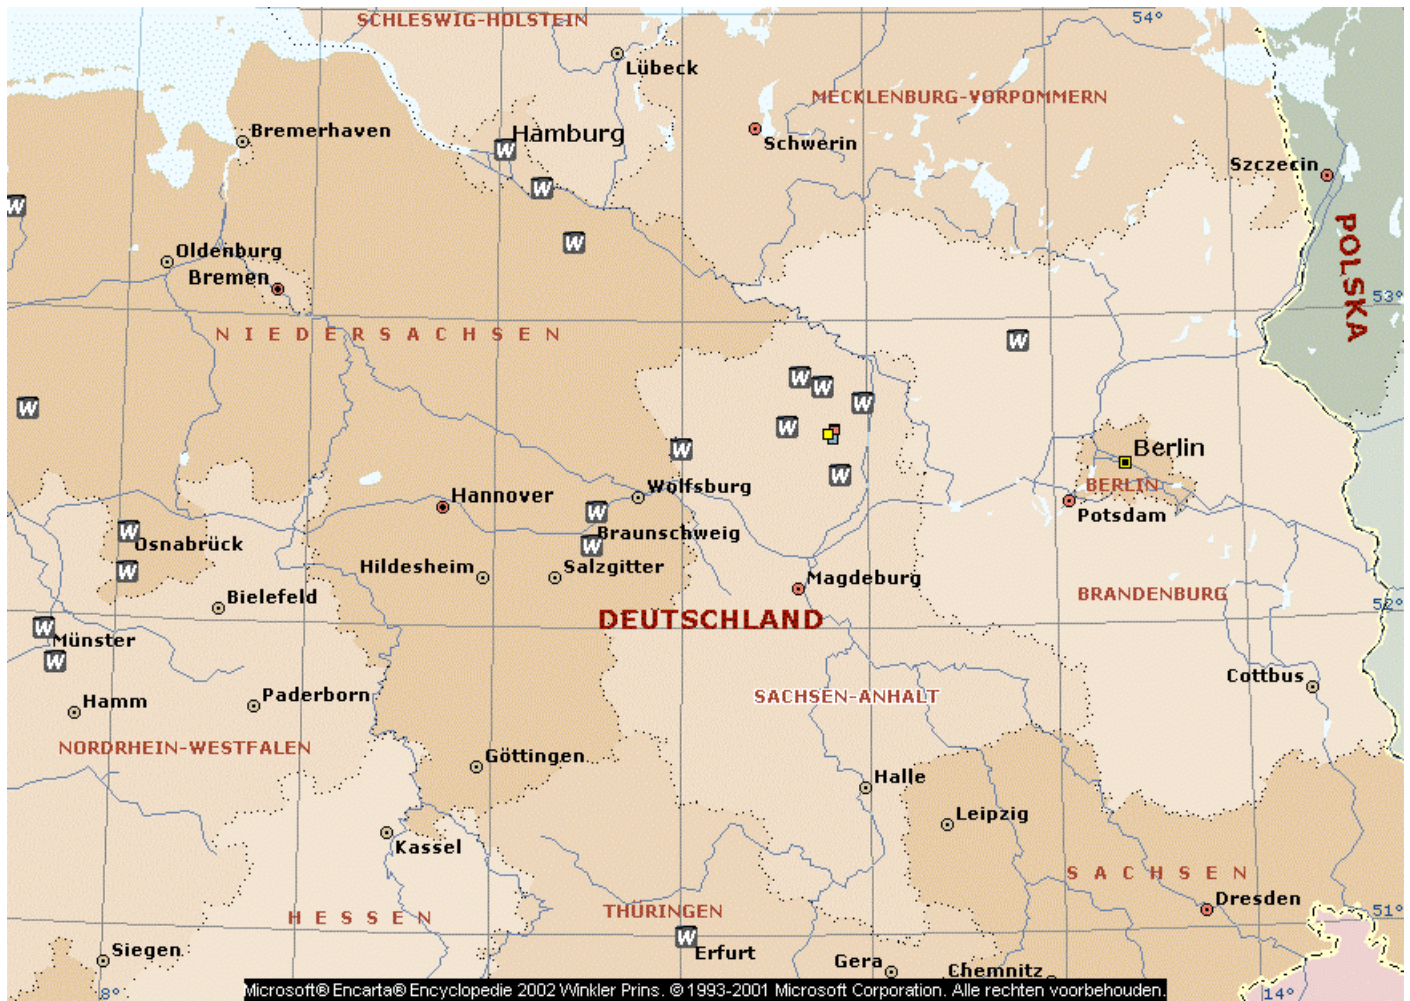 SCHLESWIG-HOLSTEIN
54°
Lübeck
MECKLENBURG-VORPOMMERN
Bremerhaven
W Hamburg
Schwerin
Szczecin
W
W
POLSKA
W
Oldenburg
Bremen
53°
NIEDERSACHSEN
W
W
W
W
W
W
W
Berlin
W
W
BERLIN
Wolfsburg
Hannover
W
Potsdam
W
Osnabrück
Braunschweig
W
W
Hildesheim
Salzgitter
Magdeburg
Bielefeld
BRANDENBURG
52°
DEUTSCHLAND
W
Münster
W
Cottbus
Hamm
Paderborn
SACHSEN-ANHALT
NORDRHEIN-WESTFALEN
Göttingen
Halle
Leipzig
Kassel
SACHSEN
Dresden
HESSEN
THÜRINGEN
51°
W
Siegen
Erfurt
Gera
Chemnitz
8°
Microsoft® Encarta® Encyclopedie 2002 Winkler Prins. © 1993-2001 Microsoft Corporation. Alle rechten voorbehouden.
14°